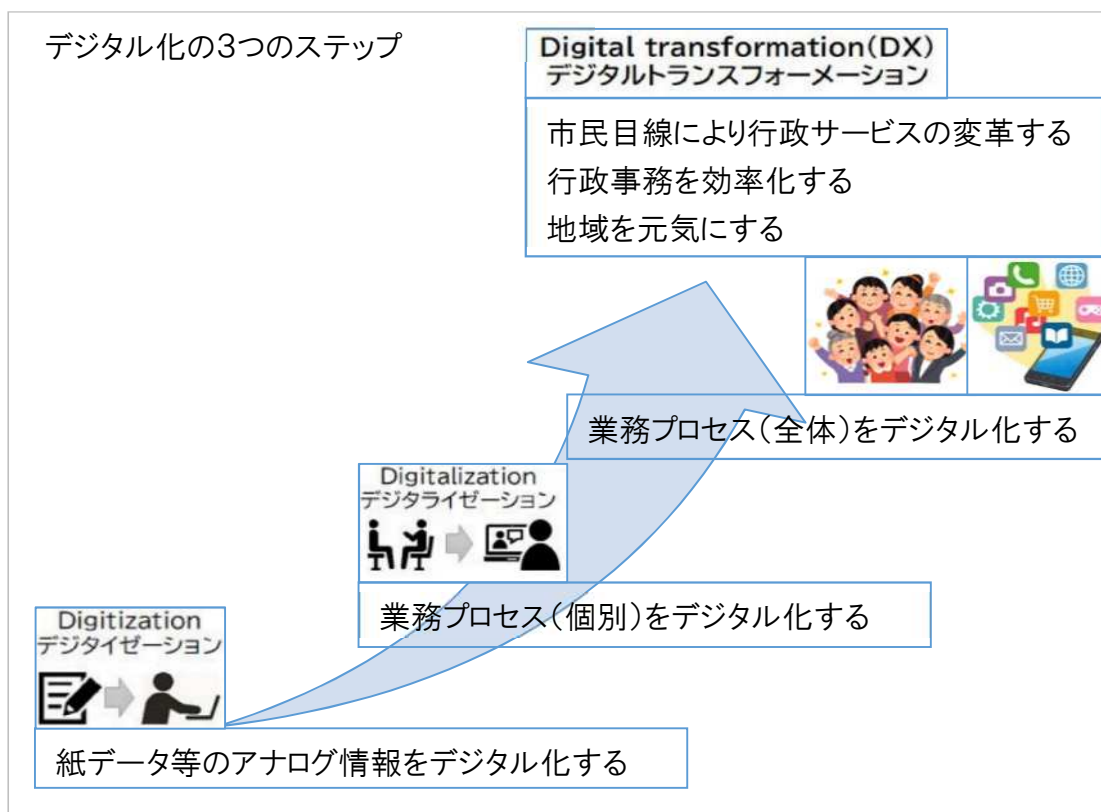 デジタル化の3つのステップ
Digital transformation(DX)
デジタルトランスフォーメーション
市民目線により行政サービスの変革する
行政事務を効率化する
地域を元気にする
業務プロセス(全体)をデジタル化する
Digitalization
デジタライゼーション
業務プロセス(個別)をデジタル化する
Digitization
デジタイゼーション
紙データ等のアナログ情報をデジタル化する